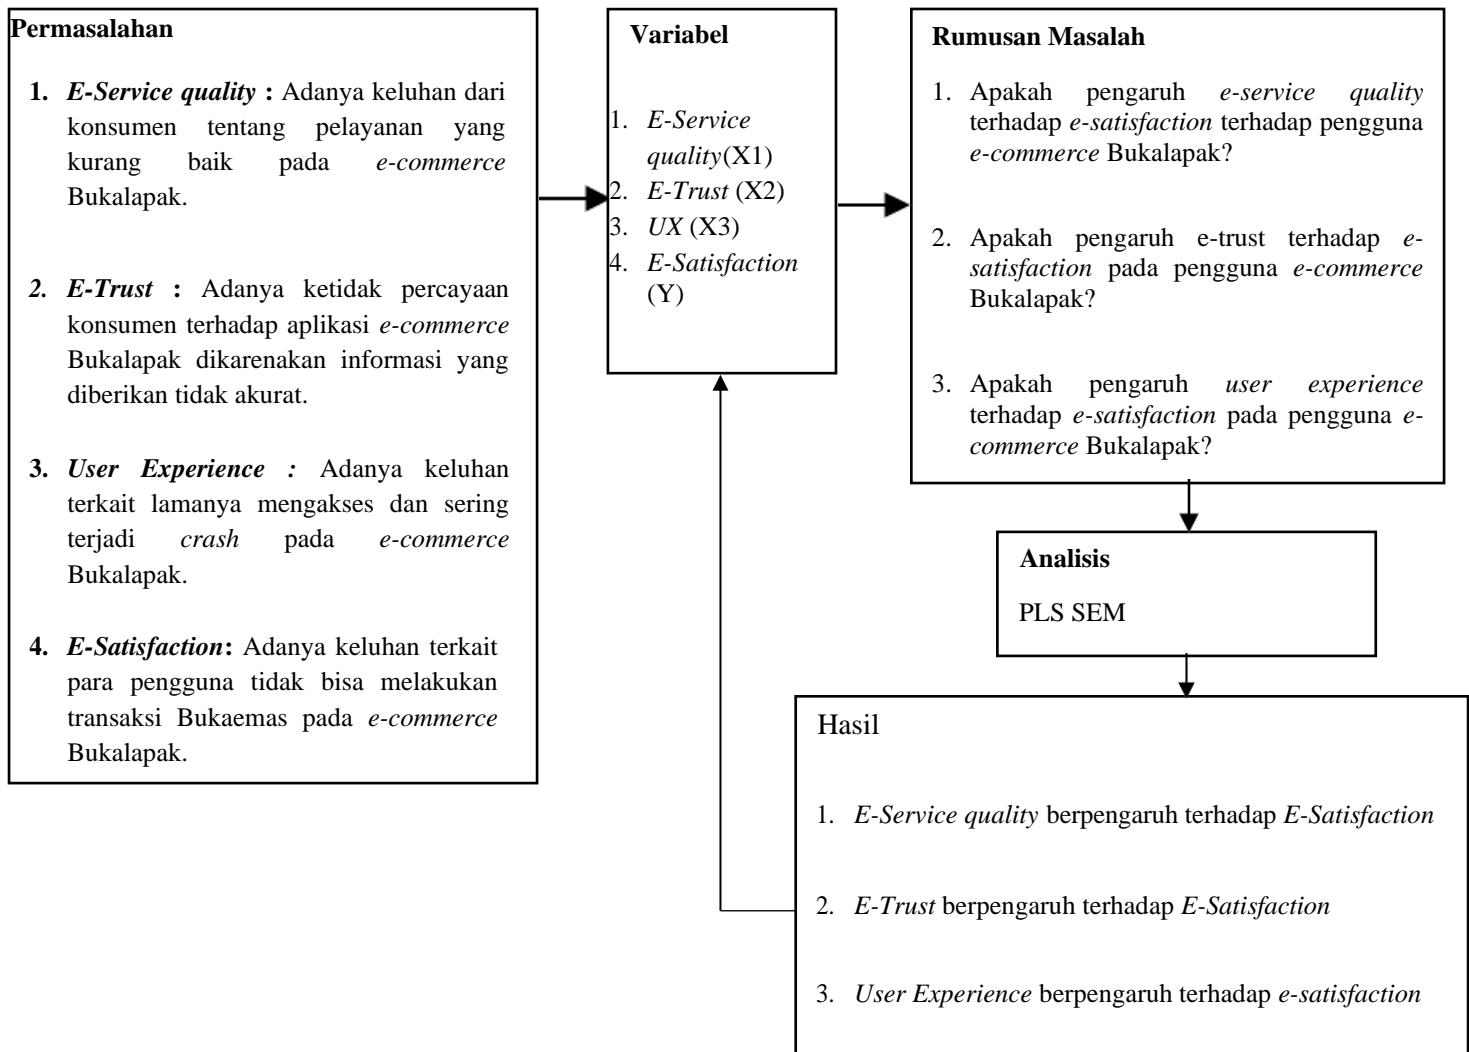 Permasalahan
1. E-Service quality : Adanya keluhan dari
konsumen tentang pelayanan yang
kurang baik pada e-commerce
Bukalapak.
2. E-Trust : Adanya ketidak percayaan
konsumen terhadap aplikasi e-commerce
Bukalapak dikarenakan informasi yang
diberikan tidak akurat.
3. User Experience : Adanya keluhan
terkait lamanya mengakses dan sering
terjadi crash pada e-commerce
Bukalapak.
4. E-Satisfaction: Adanya keluhan terkait
para pengguna tidak bisa melakukan
transaksi Bukaemas pada e-commerce
Bukalapak.
Variabel
1. E-Service
quality(X1)
2. E-Trust (X2)
3. UX (X3)
4. E-Satisfaction
(Y)
Rumusan Masalah
1. Apakah pengaruh e-service quality
terhadap e-satisfaction terhadap pengguna
e-commerce Bukalapak?
2. Apakah pengaruh e-trust terhadap e-
satisfaction pada pengguna e-commerce
Bukalapak?
3. Apakah pengaruh user experience
terhadap e-satisfaction pada pengguna e-
commerce Bukalapak?
Analisis
PLS SEM
Hasil
1. E-Service quality berpengaruh terhadap E-Satisfaction
2. E-Trust berpengaruh terhadap E-Satisfaction
3. User Experience berpengaruh terhadap e-satisfaction